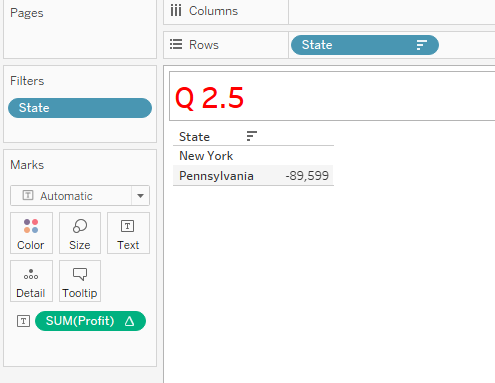 Pages
Columns
Rows
State
Filters
State
Q 2.5
State
New York
Pennsylvania -89,599
Marks
T Automatic
Color Size T Text
Detail Tooltip
T SUM(Profit) Δ